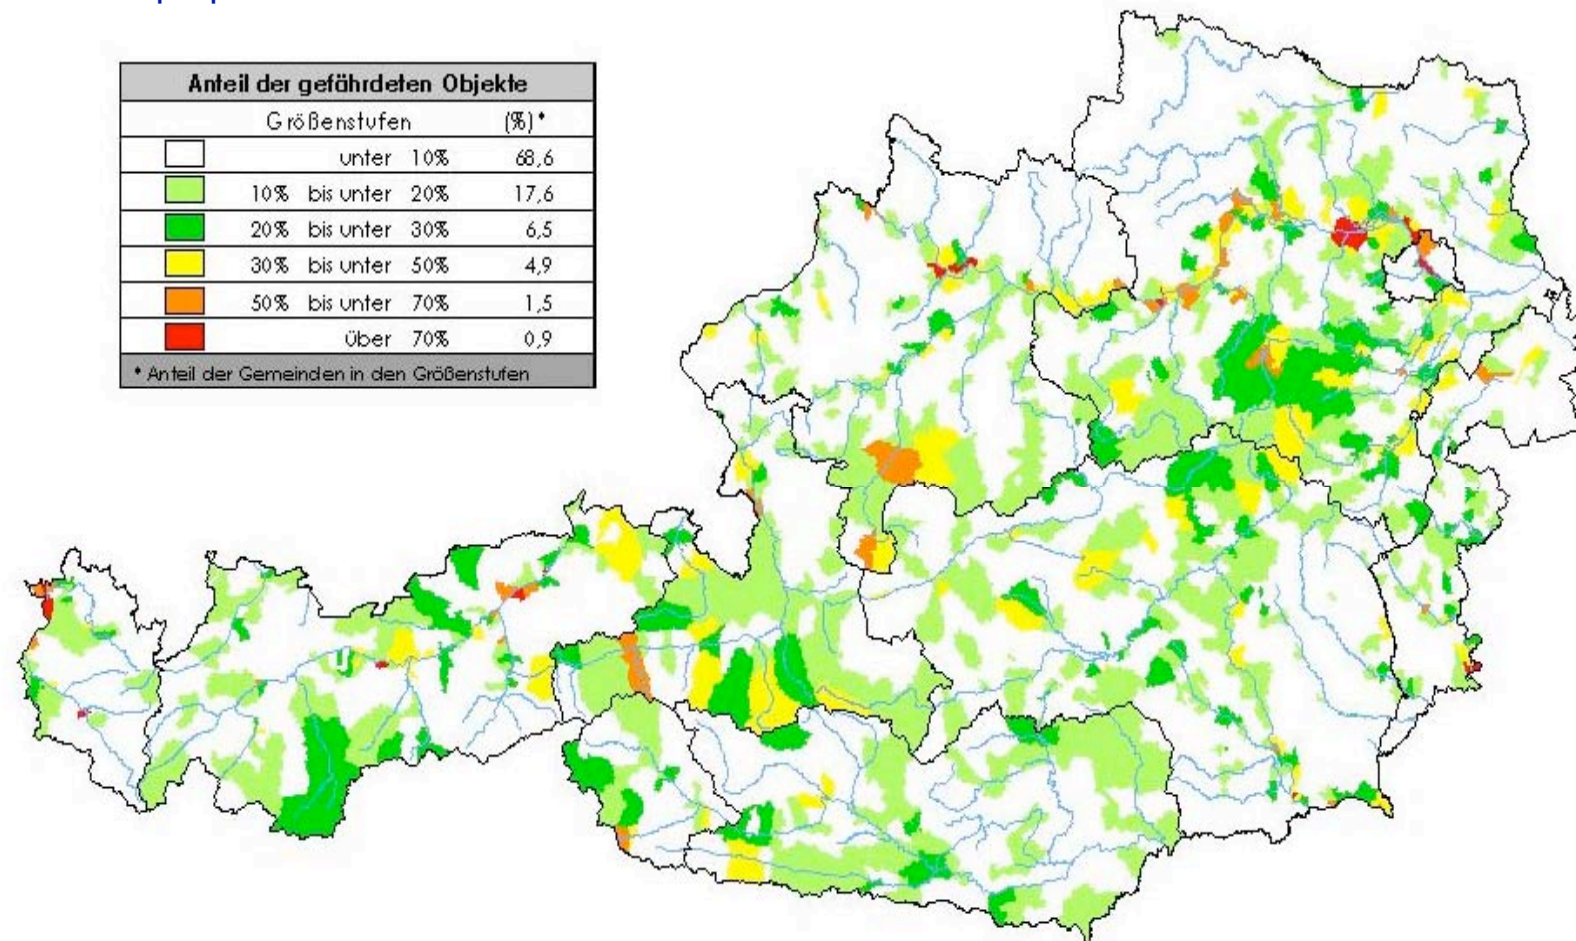 Anteil der gefährdeten Objekte
Größenstufen (%)*
unter 10% 68,6
10% bis unter 20% 17,6
20% bis unter 30% 6,5
30% bis unter 50% 4,9
50% bis unter 70% 1,5
über 70% 0,9
* Anteil der Gemeinden in den Größenstufen